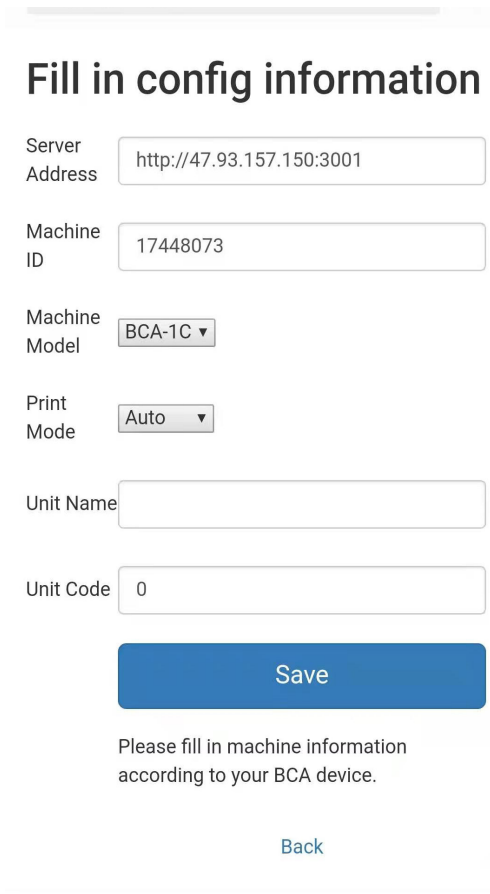 Fill in config information
Server
Address
http://47.93.157.150:3001
Machine
ID
17448073
Machine
Model
BCA-1C ▼
Print
Mode
Auto ▼
Unit Name
Unit Code
0
Save
Please fill in machine information
according to your BCA device.
Back